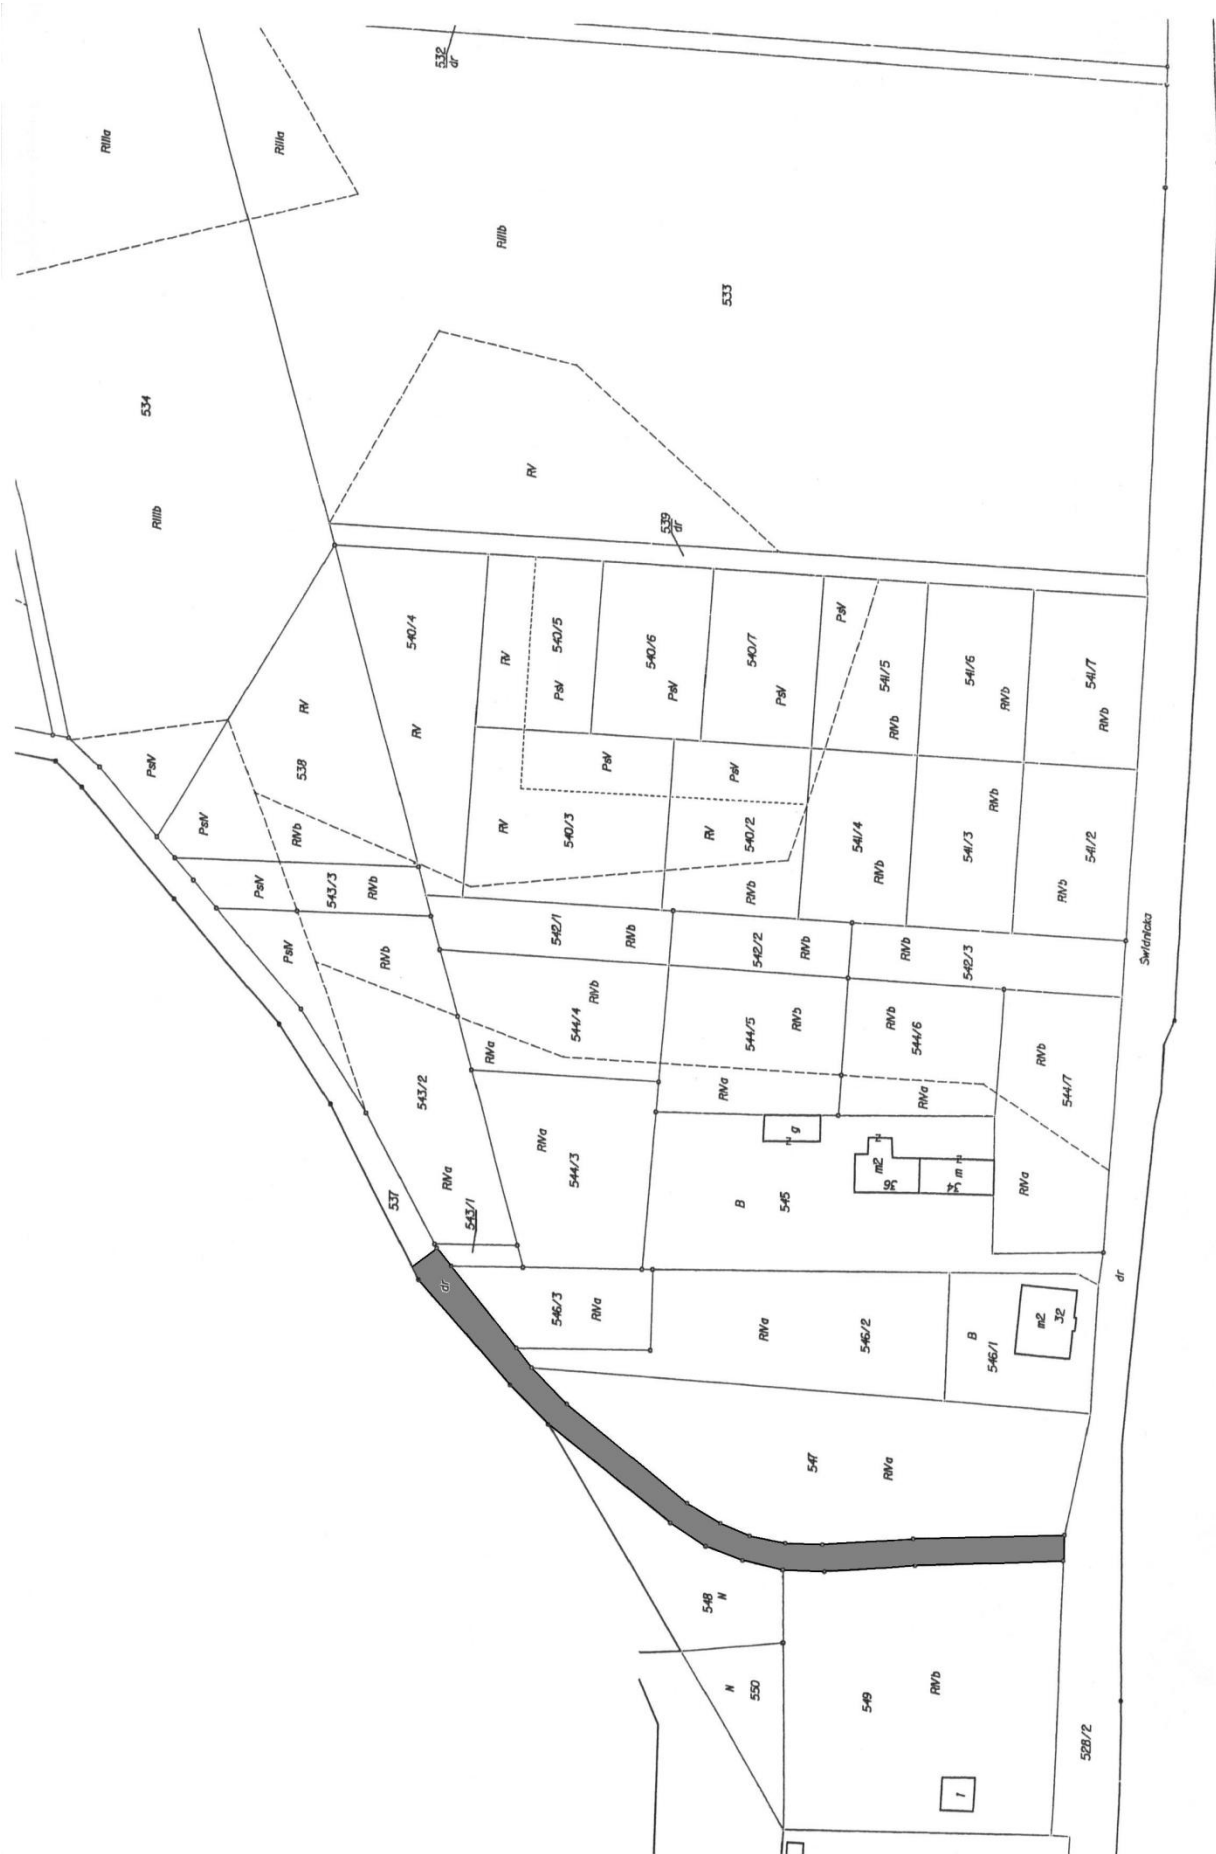 532
dr
RIIIa
RIIIa
RIIIb
533
534
RIIIb
RV
539
dr
540/4
RV
540/5
PsV
540/6
PsV
540/7
PsV
PsV
541/5
RIVb
541/6
RIVb
541/7
RIVb
RV
538
RV
PsIV
PsIV
RIVb
PsV
PsV
RV
540/3
RV
540/2
RIVb
541/4
RIVb
RIVb
541/3
541/2
RIVb
PsIV
543/3
RIVb
542/1
RIVb
542/2
RIVb
RIVb
542/3
Świdnicka
PsIV
RIVb
544/4
RIVb
RIVa
544/5
RIVb
RIVb
544/6
RIVb
544/7
RIVa
RIVa
543/2
RIVa
544/3
RIVa
g
m2
m
RIVa
B
545
537
543/1
dr
dr
546/3
RIVa
RIVa
546/2
B
546/1
m2
32
547
RIVa
548
N
N
550
549
RIVb
528/2
1